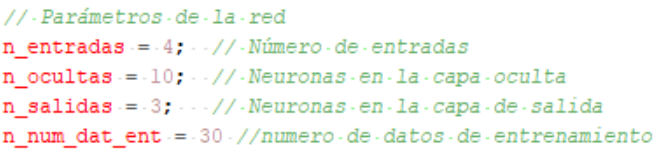 // Parámetros de la red
n_entradas = 4;  // Número de entradas
n_ocultas = 10;  // Neuronas en la capa oculta
n_salidas = 3;   // Neuronas en la capa de salida
n_num_dat_ent = 30 //numero de datos de entrenamiento